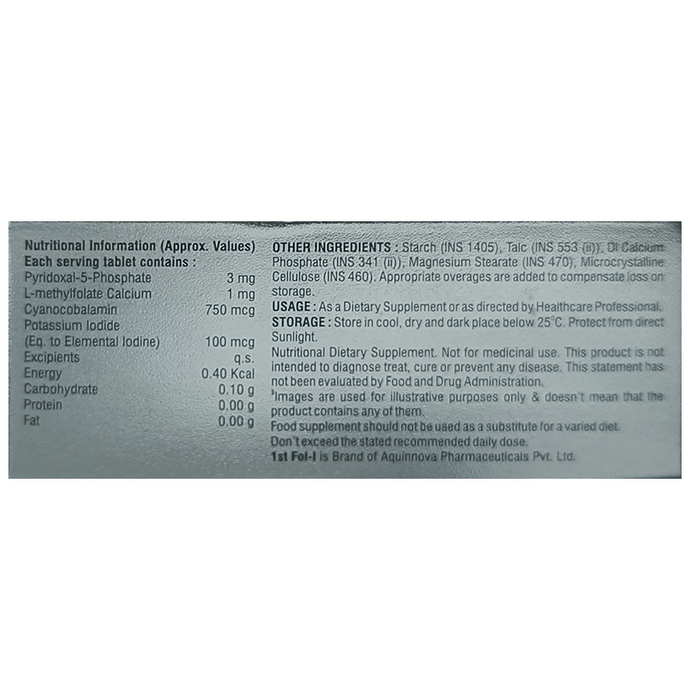 Nutritional Information (Approx. Values)
Each serving tablet contains :
Pyridoxal-5-Phosphate 3 mg
L-methylfolate Calcium 1 mg
Cyanocobalamin 750 mcg
Potassium Iodide
(Eq. to Elemental Iodine) 100 mcg
Excipients q.s.
Energy 0.40 Kcal
Carbohydrate 0.10 g
Protein 0.00 g
Fat 0.00 g
OTHER INGREDIENTS : Starch (INS 1405), Talc (INS 553 (ii)), Di Calcium
Phosphate (INS 341 (ii)), Magnesium Stearate (INS 470), Microcrystalline
Cellulose (INS 460). Appropriate overages are added to compensate loss on
storage.
USAGE : As a Dietary Supplement or as directed by Healthcare Professional.
STORAGE : Store in cool, dry and dark place below 25°C. Protect from direct
Sunlight.
Nutritional Dietary Supplement. Not for medicinal use. This product is not
intended to diagnose treat, cure or prevent any disease. This statement has
not been evaluated by Food and Drug Administration.
*Images are used for illustrative purposes only & doesn't mean that the
product contains any of them.
Food supplement should not be used as a substitute for a varied diet.
Don't exceed the stated recommended daily dose.
1st Fol-I is Brand of Aquinnova Pharmaceuticals Pvt. Ltd.